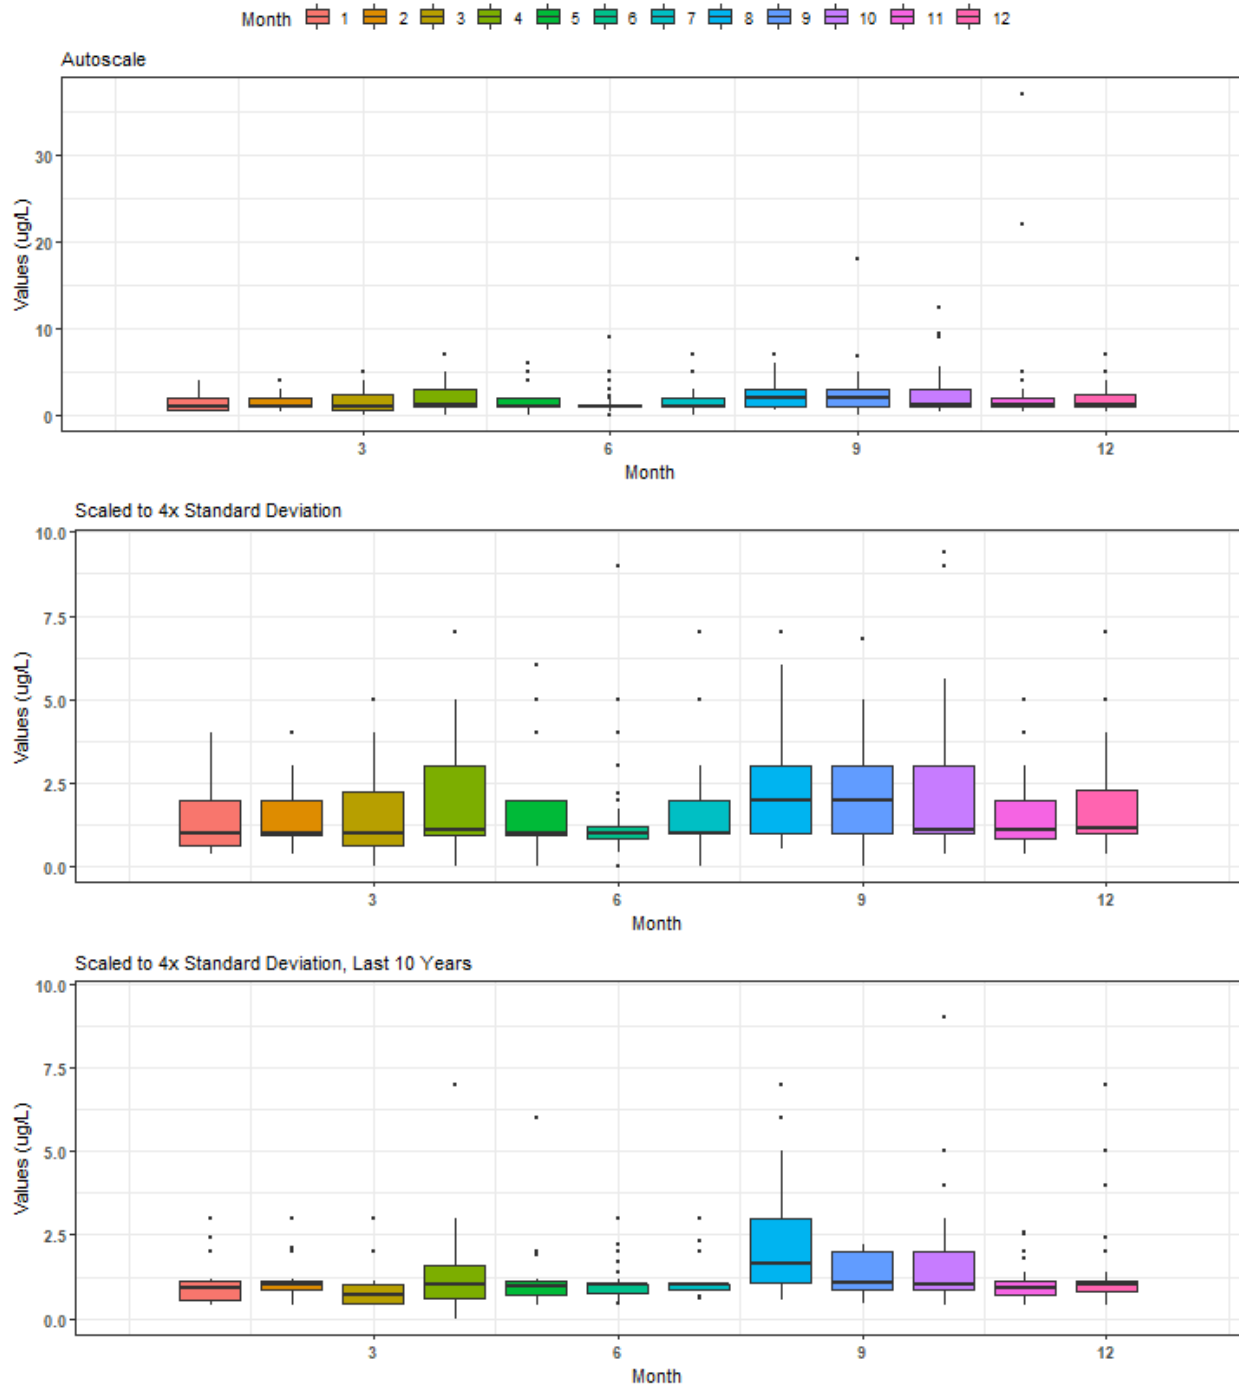 Month 1 2 3 4 5 6 7 8 9 10 11 12
Autoscale
30
20
10
0
Values (ug/L)
3 6 9 12
Month
Scaled to 4x Standard Deviation
10.0
7.5
5.0
2.5
0.0
Values (ug/L)
3 6 9 12
Month
Scaled to 4x Standard Deviation, Last 10 Years
10.0
7.5
5.0
2.5
0.0
Values (ug/L)
3 6 9 12
Month